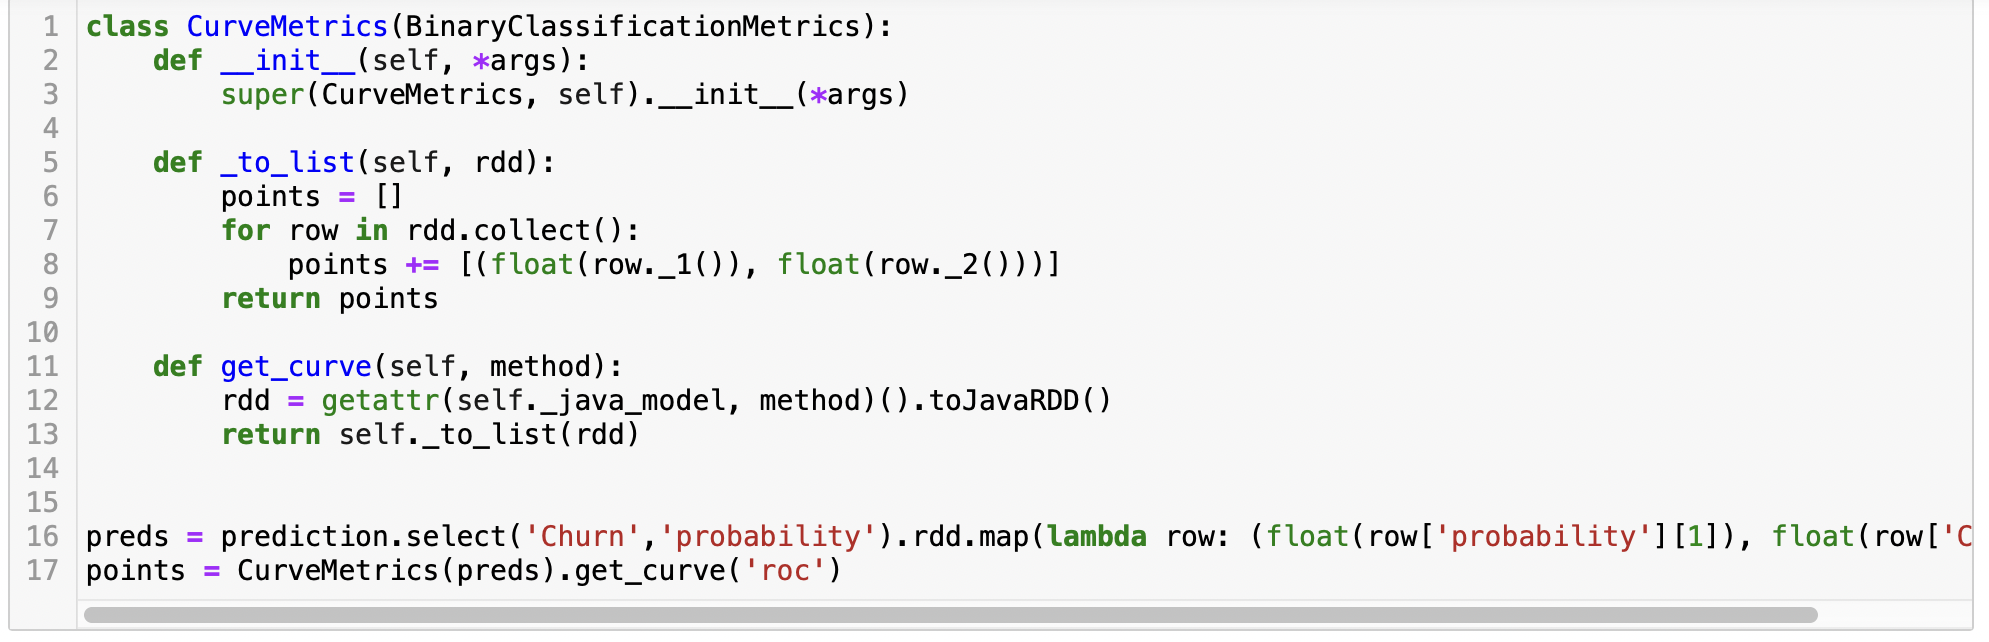 1 class CurveMetrics(BinaryClassificationMetrics):
2     def __init__(self, *args):
3         super(CurveMetrics, self).__init__(*args)
4
5     def _to_list(self, rdd):
6         points = []
7         for row in rdd.collect():
8             points += [(float(row._1()), float(row._2()))]
9         return points
10
11     def get_curve(self, method):
12         rdd = getattr(self._java_model, method)().toJavaRDD()
13         return self._to_list(rdd)
14
15
16 preds = prediction.select('Churn','probability').rdd.map(lambda row: (float(row['probability'][1]), float(row['C
17 points = CurveMetrics(preds).get_curve('roc')